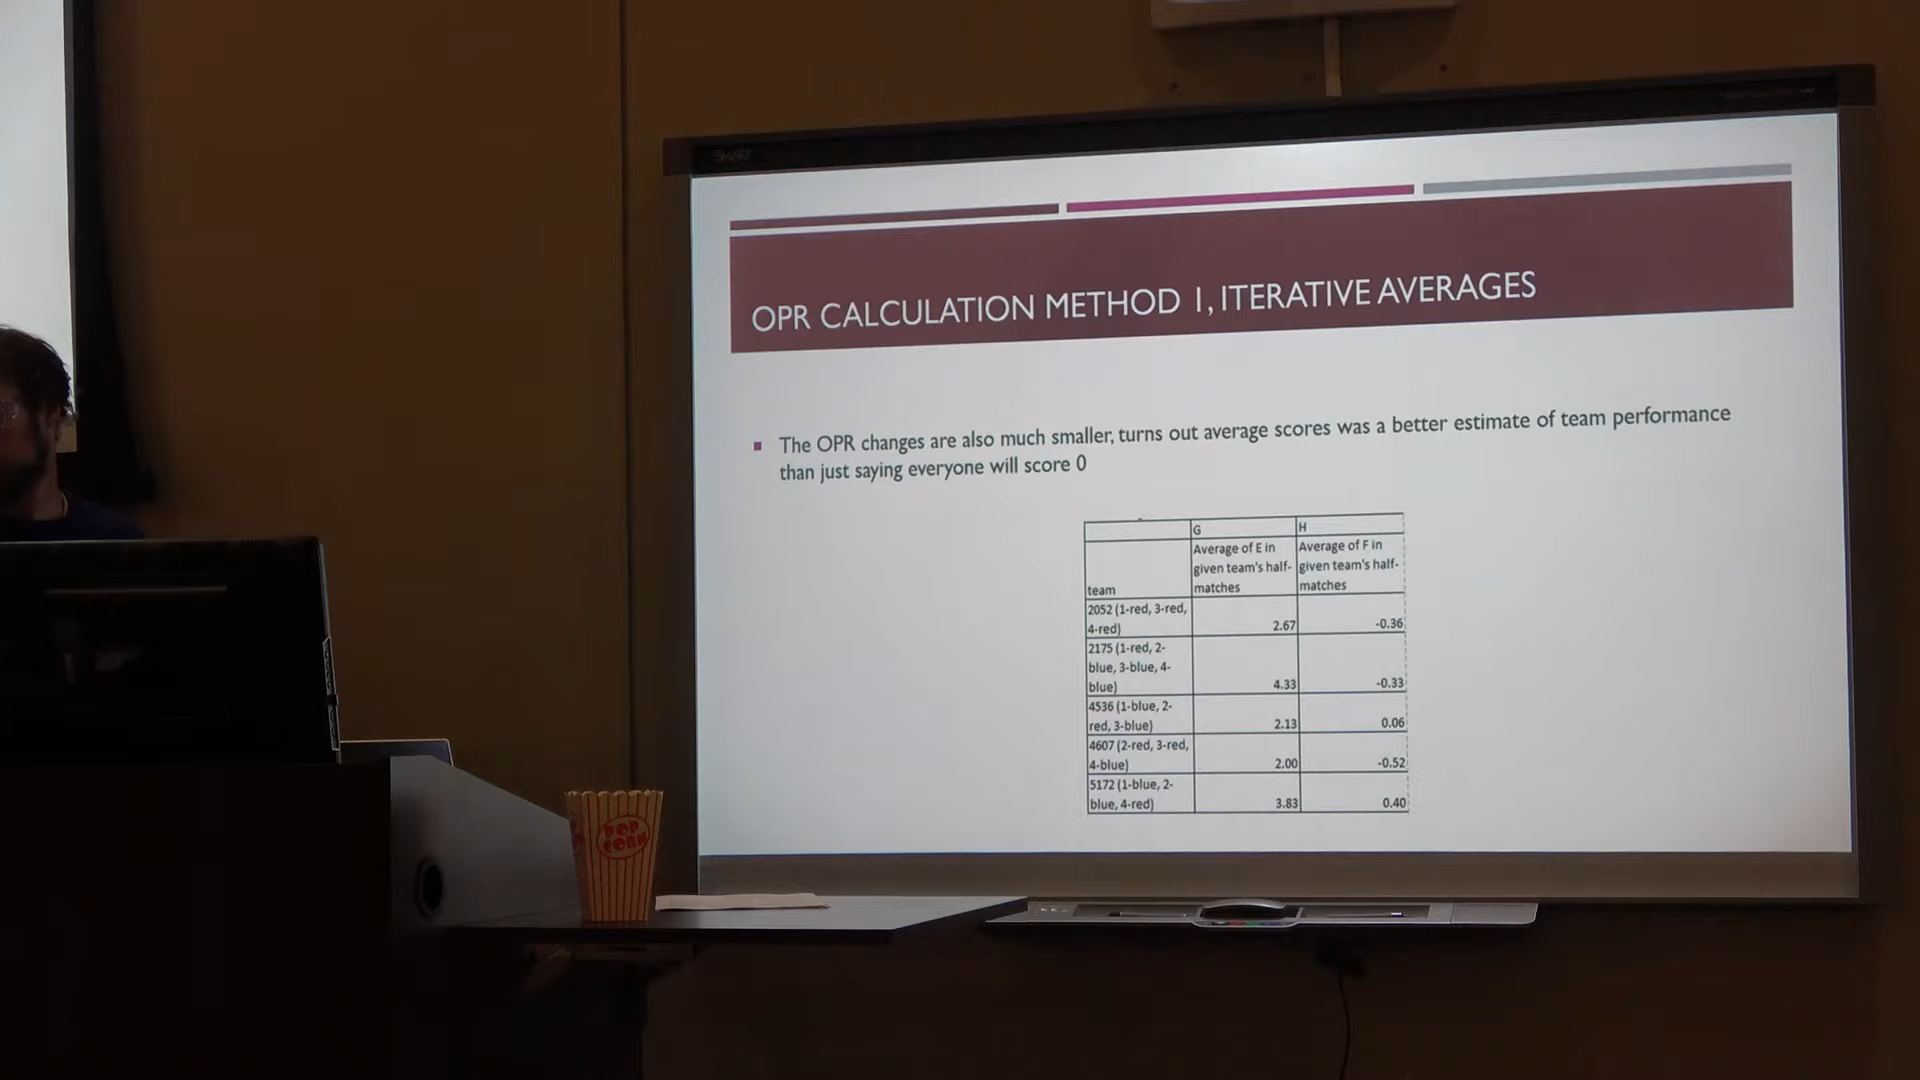 SMART
OPR CALCULATION METHOD 1, ITERATIVE AVERAGES
The OPR changes are also much smaller, turns out average scores was a better estimate of team performance
than just saying everyone will score 0
G H
team Average of E in given team's half-matches Average of F in given team's half-matches
2052 (1-red, 3-red, 4-red) 2.67 -0.36
2175 (1-red, 2-blue, 3-blue, 4-blue) 4.33 -0.33
4536 (1-blue, 2-red, 3-blue) 2.13 0.06
4607 (2-red, 3-red, 4-blue) 2.00 -0.52
5172 (1-blue, 2-blue, 4-red) 3.83 0.40
POP
CORN